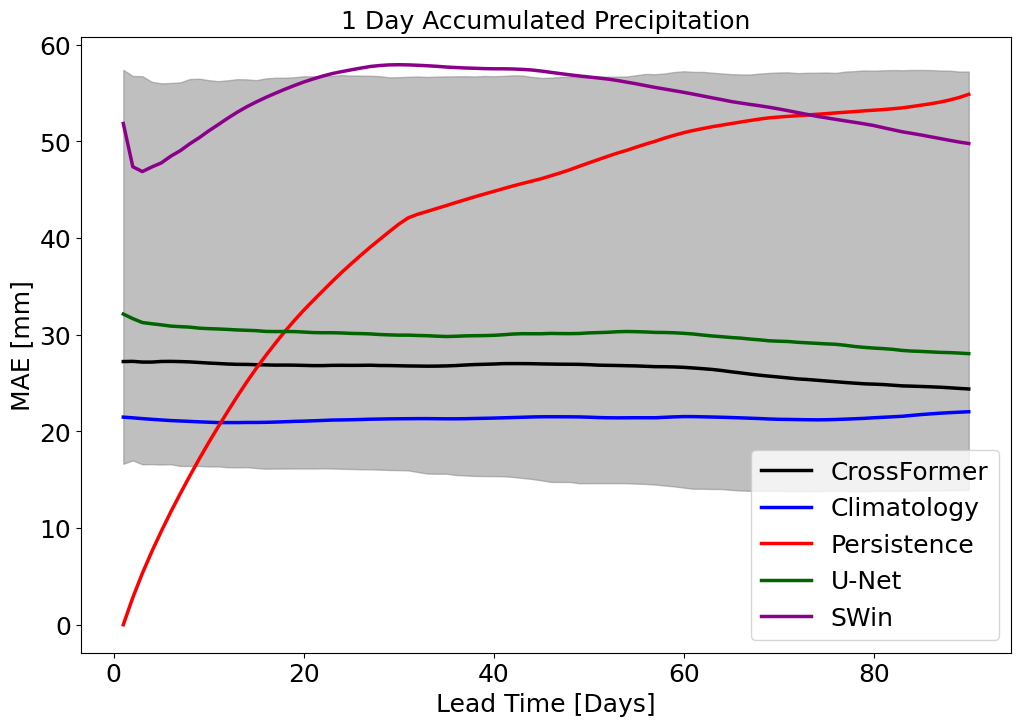 1 Day Accumulated Precipitation
MAE [mm]
60
50
40
30
20
10
0
0 20 40 60 80
Lead Time [Days]
CrossFormer
Climatology
Persistence
U-Net
SWin